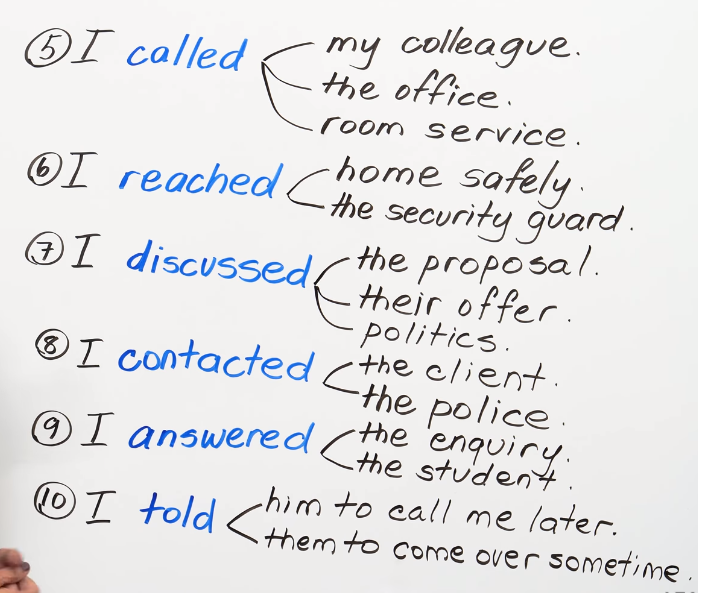 5 I called my colleague.
the office.
room service.
6 I reached home safely.
the security guard.
7 I discussed the proposal.
their offer.
politics.
8 I contacted the client.
the police.
9 I answered the enquiry.
the student.
10 I told him to call me later.
them to come over sometime.